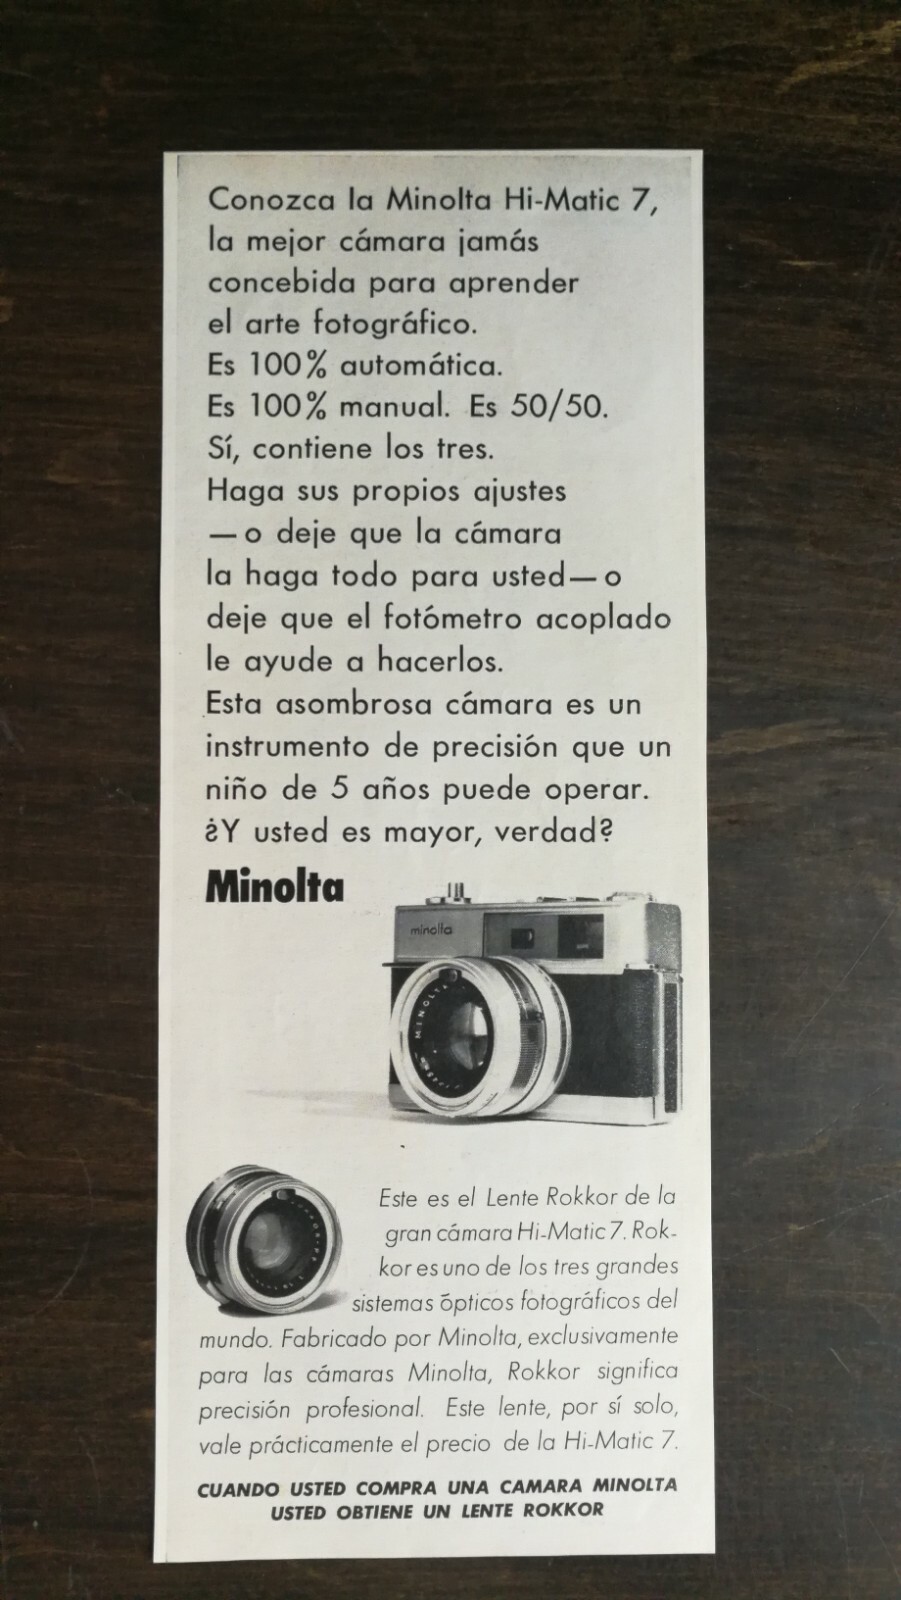 Conozca la Minolta Hi-Matic 7,
la mejor cámara jamás
concebida para aprender
el arte fotográfico.
Es 100% automática.
Es 100% manual. Es 50/50.
Sí, contiene los tres.
Haga sus propios ajustes
—o deje que la cámara
la haga todo para usted—o
deje que el fotómetro acoplado
le ayude a hacerlos.
Esta asombrosa cámara es un
instrumento de precisión que un
niño de 5 años puede operar.
¿Y usted es mayor, verdad?
Minolta
minolta
MINOLTA
Este es el Lente Rokkor de la
gran cámara Hi-Matic 7. Rok-
kor es uno de los tres grandes
sistemas ópticos fotográficos del
mundo. Fabricado por Minolta, exclusivamente
para las cámaras Minolta, Rokkor significa
precisión profesional. Este lente, por sí solo,
vale prácticamente el precio de la Hi-Matic 7.
CUANDO USTED COMPRA UNA CAMARA MINOLTA
USTED OBTIENE UN LENTE ROKKOR